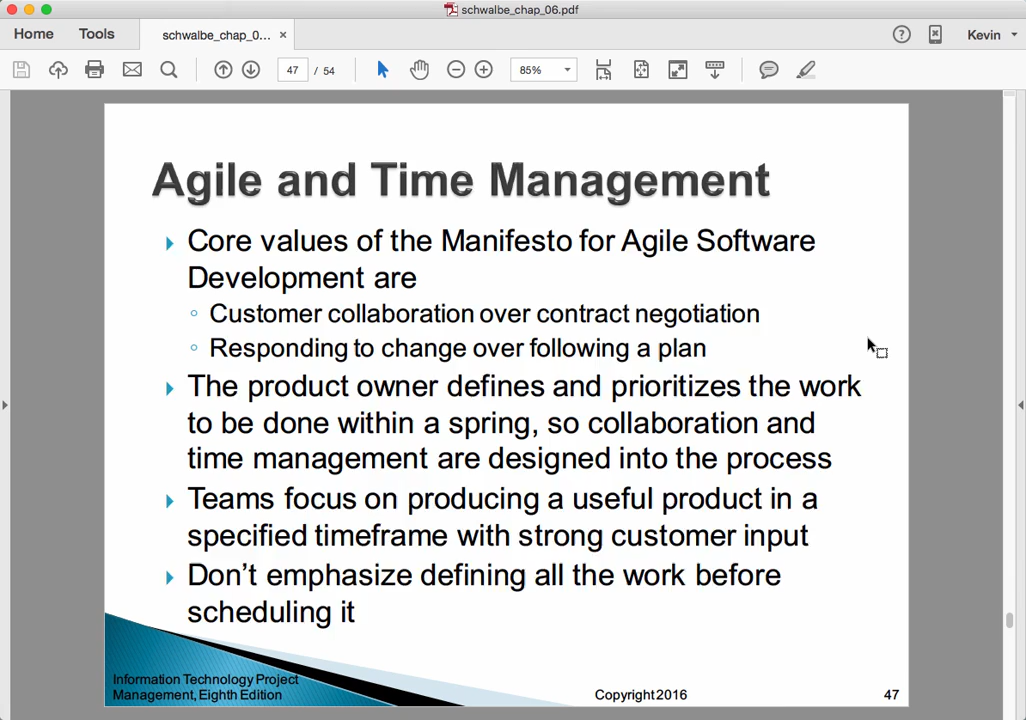 schwalbe_chap_06.pdf
Home Tools schwalbe_chap_0... × ? Kevin
47 / 54 85%
Agile and Time Management
Core values of the Manifesto for Agile Software
Development are
Customer collaboration over contract negotiation
Responding to change over following a plan
The product owner defines and prioritizes the work
to be done within a spring, so collaboration and
time management are designed into the process
Teams focus on producing a useful product in a
specified timeframe with strong customer input
Don’t emphasize defining all the work before
scheduling it
Information Technology Project
Management, Eighth Edition
Copyright 2016
47